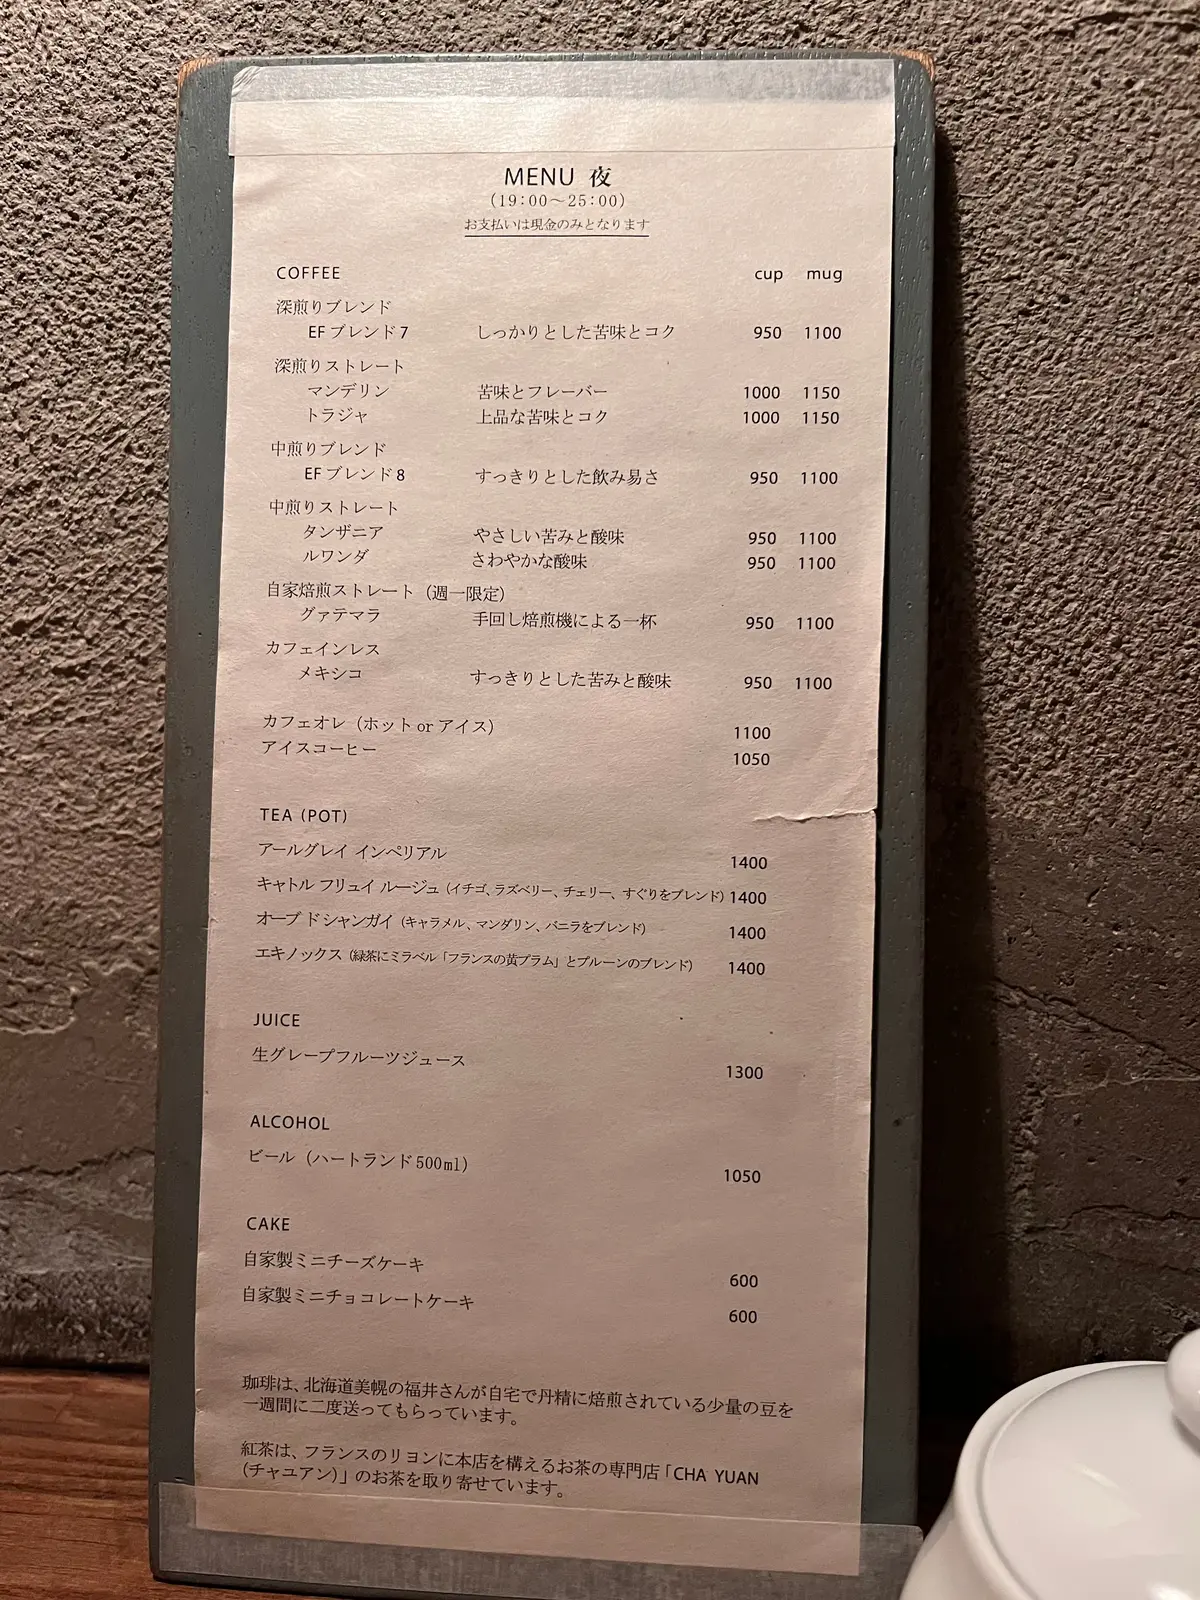 MENU 夜
(19:00～25:00)
お支払いは現金のみとなります
COFFEE cup mug
深煎りブレンド
EF ブレンド 7 しっかりとした苦味とコク 950 1100
深煎りストレート
マンデリン 苦味とフレーバー 1000 1150
トラジャ 上品な苦味とコク 1000 1150
中煎りブレンド
EF ブレンド 8 すっきりとした飲み易さ 950 1100
中煎りストレート
タンザニア やさしい苦みと酸味 950 1100
ルワンダ さわやかな酸味 950 1100
自家焙煎ストレート（週一限定）
グァテマラ 手回し焙煎機による一杯 950 1100
カフェインレス
メキシコ すっきりとした苦みと酸味 950 1100
カフェオレ（ホット or アイス） 1100
アイスコーヒー 1050
TEA (POT)
アールグレイ インペリアル 1400
キャトル フリュイ ルージュ（イチゴ、ラズベリー、チェリー、すぐりをブレンド） 1400
オーブ ド シャンガイ（キャラメル、マンダリン、バニラをブレンド） 1400
エキノックス（緑茶にミラベル「フランスの黄プラム」とプルーンのブレンド） 1400
JUICE
生グレープフルーツジュース 1300
ALCOHOL
ビール（ハートランド 500ml） 1050
CAKE
自家製ミニチーズケーキ 600
自家製ミニチョコレートケーキ 600
珈琲は、北海道美幌の福井さんが自宅で丹精に焙煎されている少量の豆を
一週間に二度送ってもらっています。
紅茶は、フランスのリヨンに本店を構えるお茶の専門店「CHA YUAN
（チャユアン）」のお茶を取り寄せています。